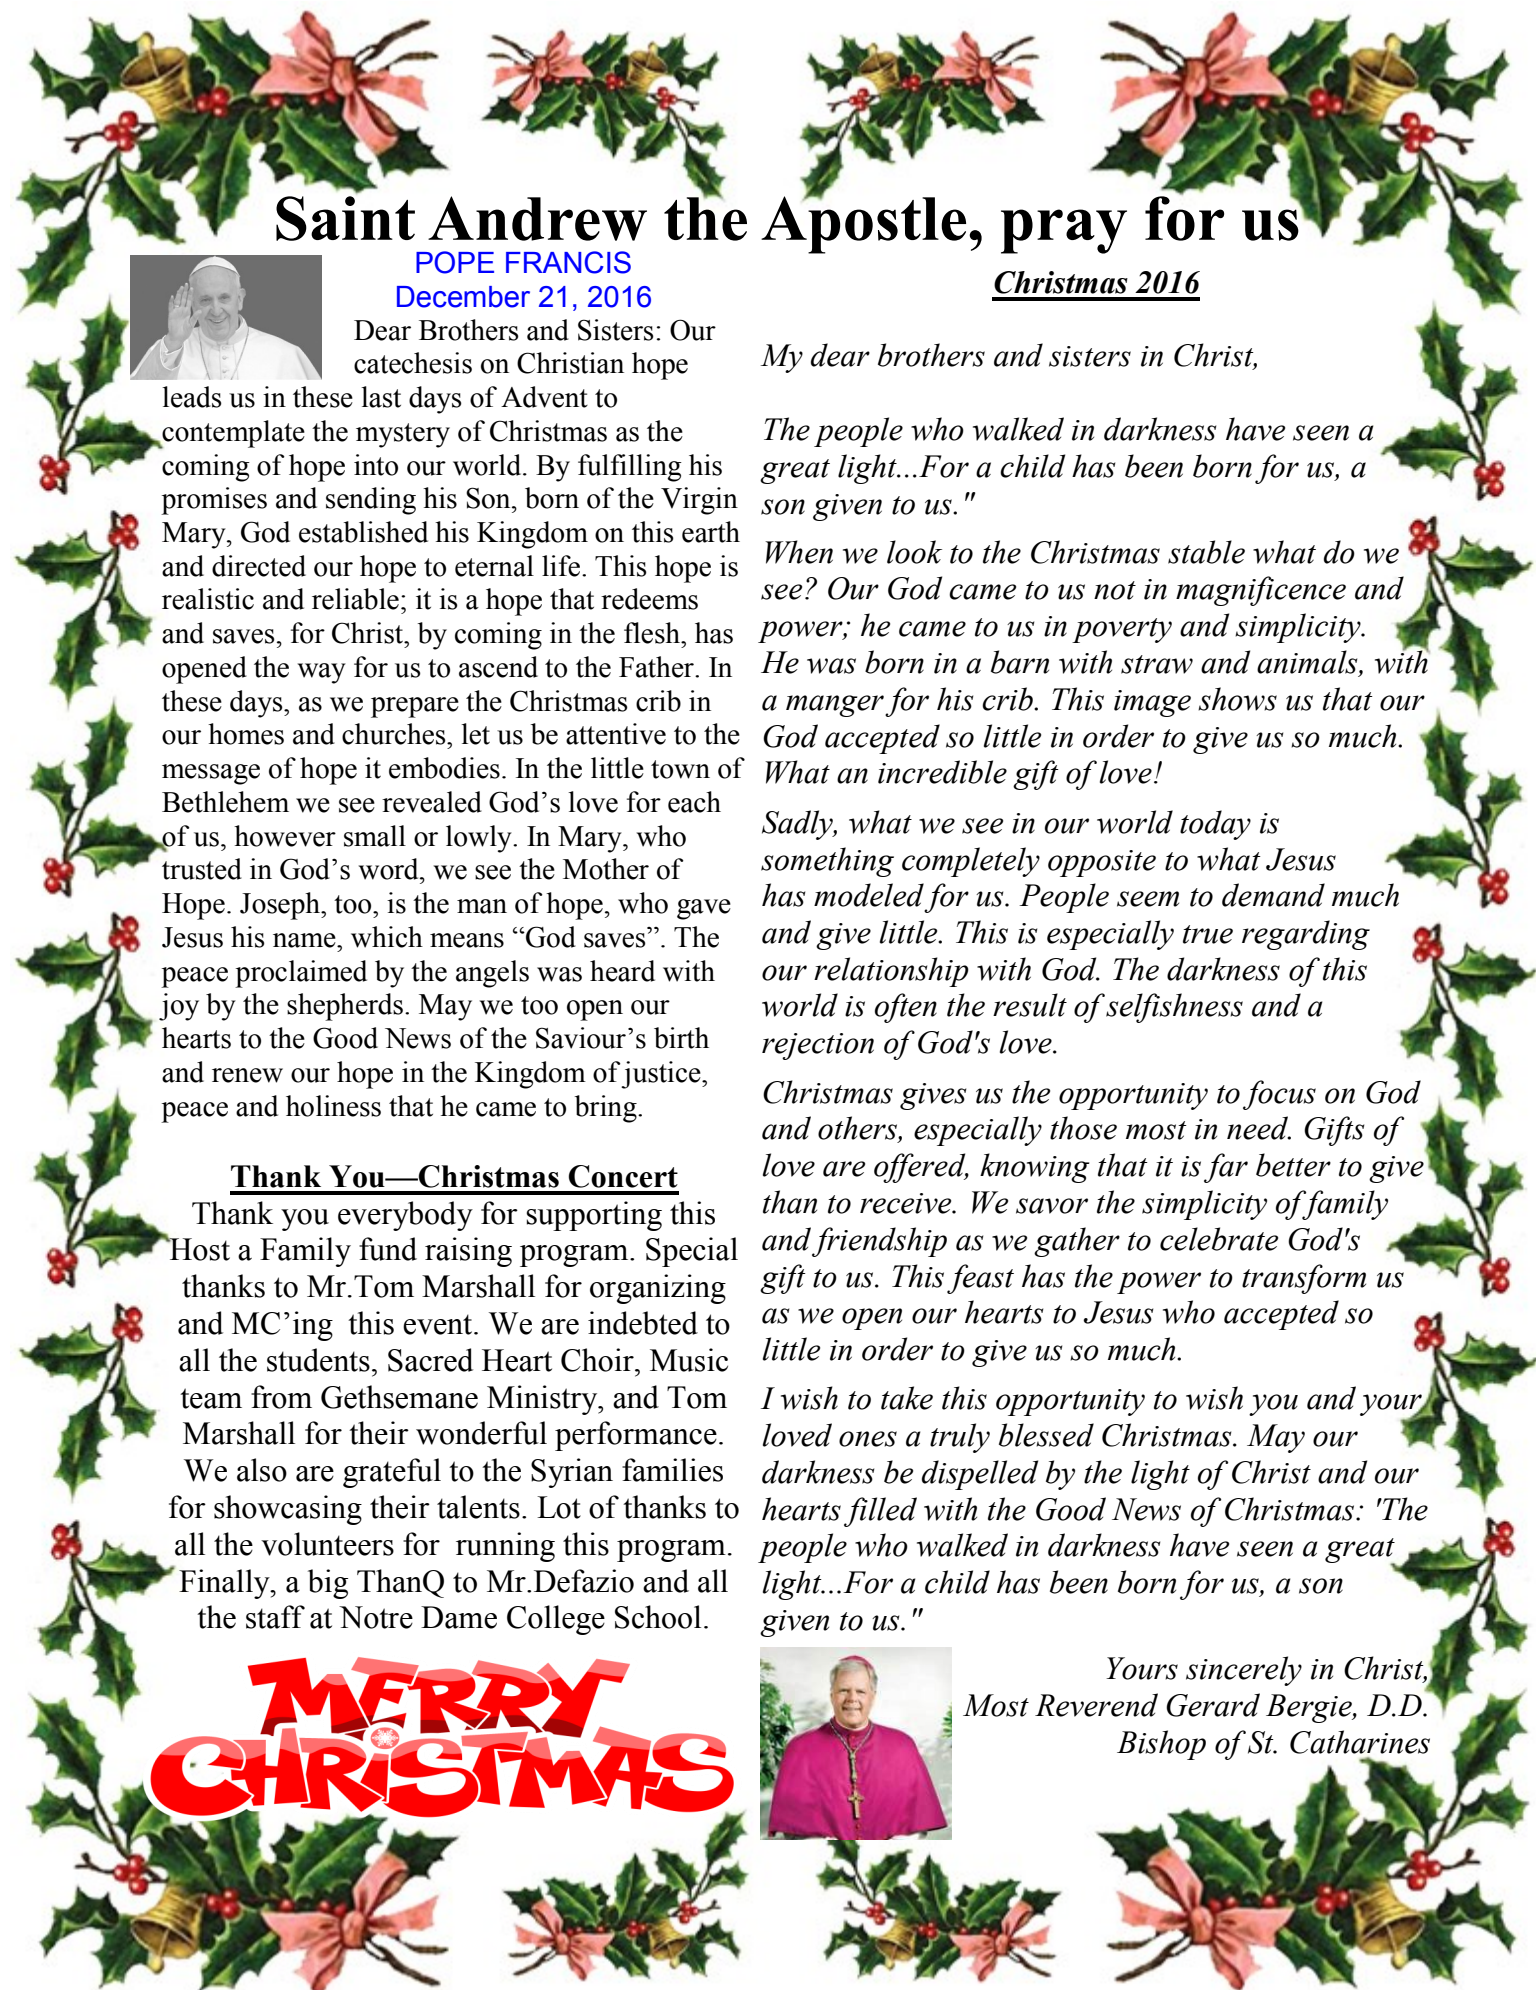 Saint Andrew the Apostle, pray for us
POPE FRANCIS
December 21, 2016
Dear Brothers and Sisters: Our
catechesis on Christian hope
leads us in these last days of Advent to
contemplate the mystery of Christmas as the
coming of hope into our world. By fulfilling his
promises and sending his Son, born of the Virgin
Mary, God established his Kingdom on this earth
and directed our hope to eternal life. This hope is
realistic and reliable; it is a hope that redeems
and saves, for Christ, by coming in the flesh, has
opened the way for us to ascend to the Father. In
these days, as we prepare the Christmas crib in
our homes and churches, let us be attentive to the
message of hope it embodies. In the little town of
Bethlehem we see revealed God’s love for each
of us, however small or lowly. In Mary, who
trusted in God’s word, we see the Mother of
Hope. Joseph, too, is the man of hope, who gave
Jesus his name, which means “God saves”. The
peace proclaimed by the angels was heard with
joy by the shepherds. May we too open our
hearts to the Good News of the Saviour’s birth
and renew our hope in the Kingdom of justice,
peace and holiness that he came to bring.
Thank You—Christmas Concert
Thank you everybody for supporting this
Host a Family fund raising program. Special
thanks to Mr.Tom Marshall for organizing
and MC’ing  this event. We are indebted to
all the students, Sacred Heart Choir, Music
team from Gethsemane Ministry, and Tom
Marshall for their wonderful performance.
We also are grateful to the Syrian families
for showcasing their talents. Lot of thanks to
all the volunteers for  running this program.
Finally, a big ThanQ to Mr.Defazio and all
the staff at Notre Dame College School.
MERRY
CHRISTMAS
Christmas 2016
My dear brothers and sisters in Christ,
The people who walked in darkness have seen a
great light...For a child has been born for us, a
son given to us."
When we look to the Christmas stable what do we
see? Our God came to us not in magnificence and
power; he came to us in poverty and simplicity.
He was born in a barn with straw and animals, with
a manger for his crib. This image shows us that our
God accepted so little in order to give us so much.
What an incredible gift of love!
Sadly, what we see in our world today is
something completely opposite to what Jesus
has modeled for us. People seem to demand much
and give little. This is especially true regarding
our relationship with God. The darkness of this
world is often the result of selfishness and a
rejection of God's love.
Christmas gives us the opportunity to focus on God
and others, especially those most in need. Gifts of
love are offered, knowing that it is far better to give
than to receive. We savor the simplicity of family
and friendship as we gather to celebrate God's
gift to us. This feast has the power to transform us
as we open our hearts to Jesus who accepted so
little in order to give us so much.
I wish to take this opportunity to wish you and your
loved ones a truly blessed Christmas. May our
darkness be dispelled by the light of Christ and our
hearts filled with the Good News of Christmas: 'The
people who walked in darkness have seen a great
light...For a child has been born for us, a son
given to us."
Yours sincerely in Christ,
Most Reverend Gerard Bergie, D.D.
Bishop of St. Catharines